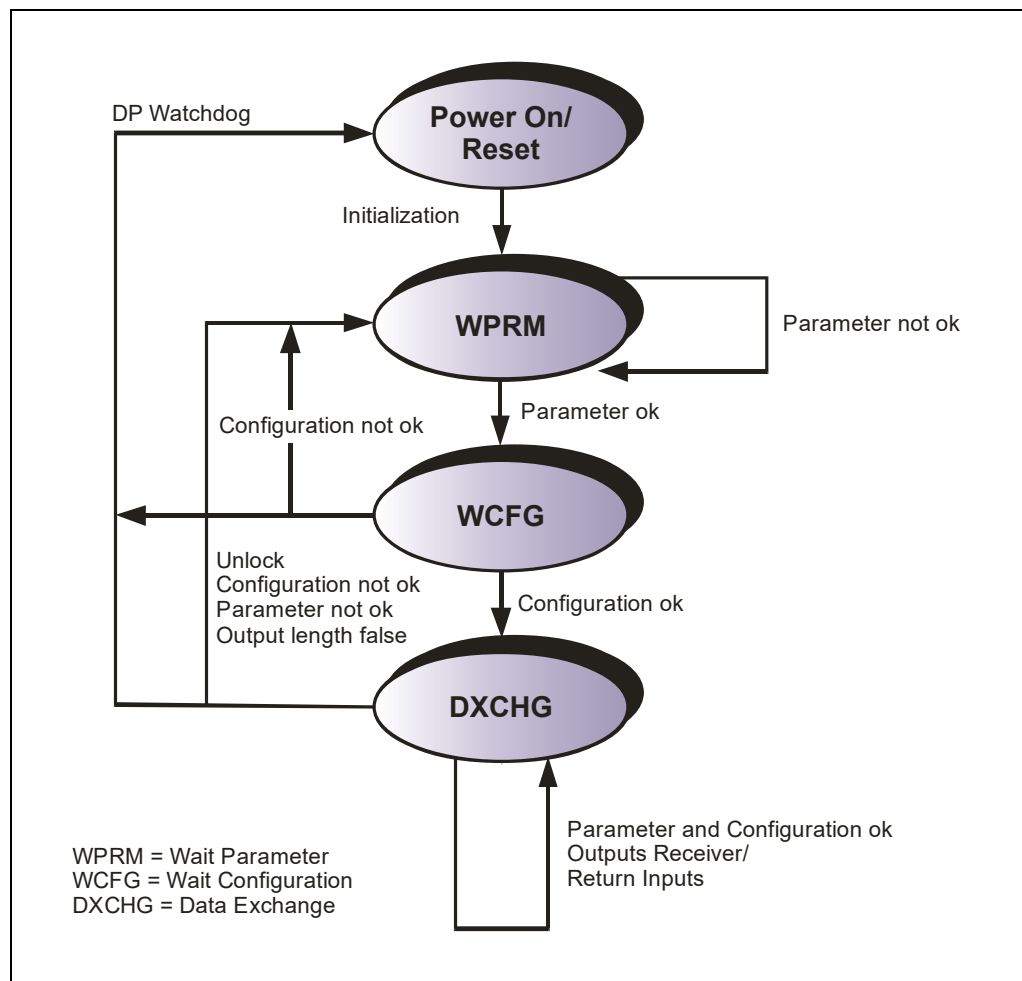 DP Watchdog
Power On/
Reset
Initialization
WPRM
Parameter not ok
Parameter ok
Configuration not ok
WCFG
Unlock
Configuration not ok
Parameter not ok
Output length false
Configuration ok
DXCHG
Parameter and Configuration ok
Outputs Receiver/
Return Inputs
WPRM = Wait Parameter
WCFG = Wait Configuration
DXCHG = Data Exchange